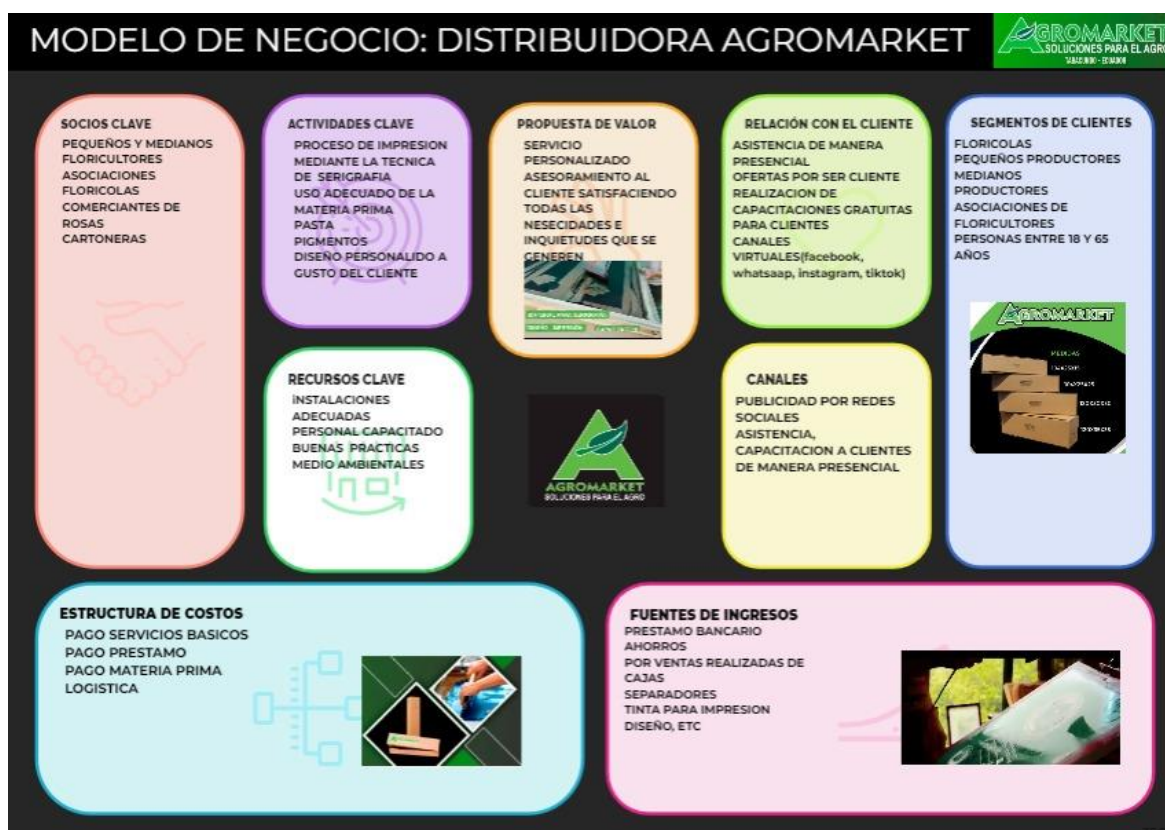 MODELO DE NEGOCIO: DISTRIBUIDORA AGROMARKET
AGROMARKET
SOLUCIONES PARA EL AGRO
TABACUNDO - ECUADOR
SOCIOS CLAVE
PEQUEÑOS Y MEDIANOS
FLORICULTORES
ASOCIACIONES
FLORICOLAS
COMERCIANTES DE
ROSAS
CARTONERAS
ACTIVIDADES CLAVE
PROCESO DE IMPRESION
MEDIANTE LA TECNICA
DE SERIGRAFIA
USO ADECUADO DE LA
MATERIA PRIMA
PASTA
PIGMENTOS
DISEÑO PERSONALIDO A
GUSTO DEL CLIENTE
RECURSOS CLAVE
INSTALACIONES
ADECUADAS
PERSONAL CAPACITADO
BUENAS PRACTICAS
MEDIO AMBIENTALES
PROPUESTA DE VALOR
SERVICIO
PERSONALIZADO
ASESORAMIENTO AL
CLIENTE SATISFACIENDO
TODAS LAS
NESECIDADES E
INQUIETUDES QUE SE
GENEREN
AGROMARKET
SOLUCIONES PARA EL AGRO
RELACIÓN CON EL CLIENTE
ASISTENCIA DE MANERA
PRESENCIAL
OFERTAS POR SER CLIENTE
REALIZACION DE
CAPACITACIONES GRATUITAS
PARA CLIENTES
CANALES
VIRTUALES(facebook,
whatsaap, instagram, tiktok)
CANALES
PUBLICIDAD POR REDES
SOCIALES
ASISTENCIA,
CAPACITACION A CLIENTES
DE MANERA PRESENCIAL
SEGMENTOS DE CLIENTES
FLORICOLAS
PEQUEÑOS PRODUCTORES
MEDIANOS
PRODUCTORES
ASOCIACIONES DE
FLORICULTORES
PERSONAS ENTRE 18 Y 65
AÑOS
AGROMARKET
MEDIDAS
ESTRUCTURA DE COSTOS
PAGO SERVICIOS BASICOS
PAGO PRESTAMO
PAGO MATERIA PRIMA
LOGISTICA
FUENTES DE INGRESOS
PRESTAMO BANCARIO
AHORROS
POR VENTAS REALIZADAS DE
CAJAS
SEPARADORES
TINTA PARA IMPRESION
DISEÑO, ETC